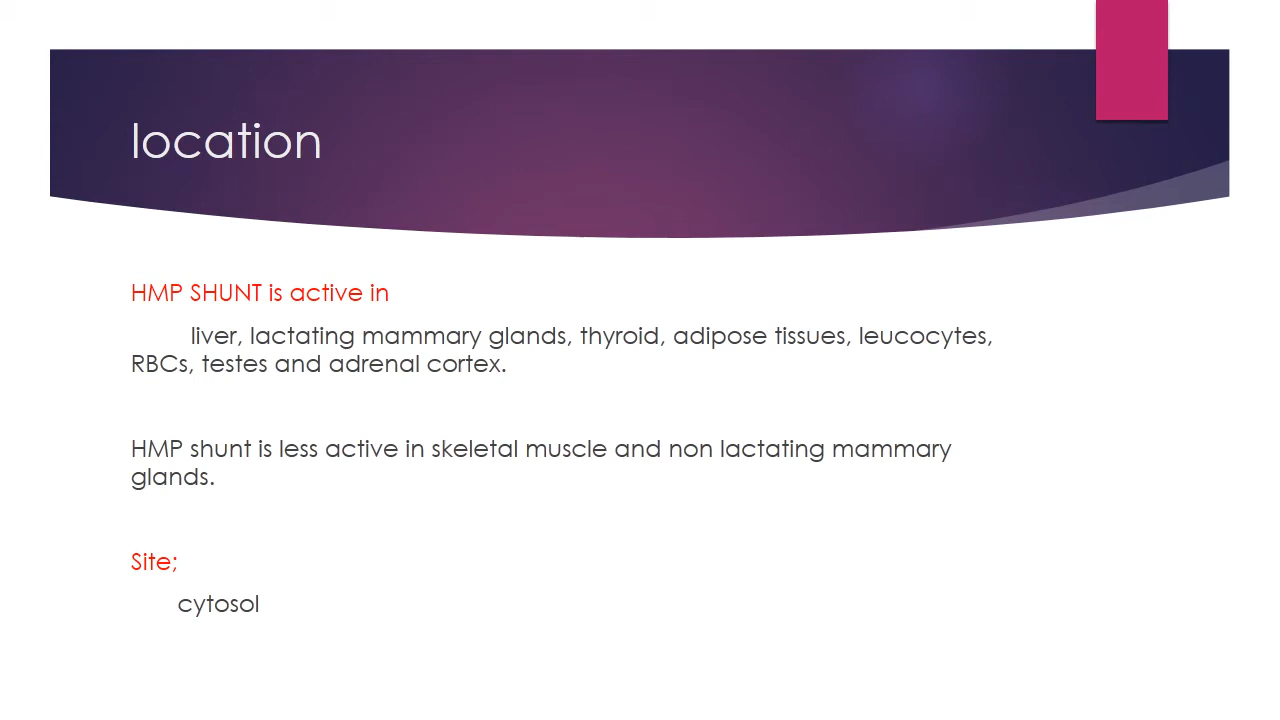 location
HMP SHUNT is active in
liver, lactating mammary glands, thyroid, adipose tissues, leucocytes,
RBCs, testes and adrenal cortex.
HMP shunt is less active in skeletal muscle and non lactating mammary
glands.
Site;
cytosol